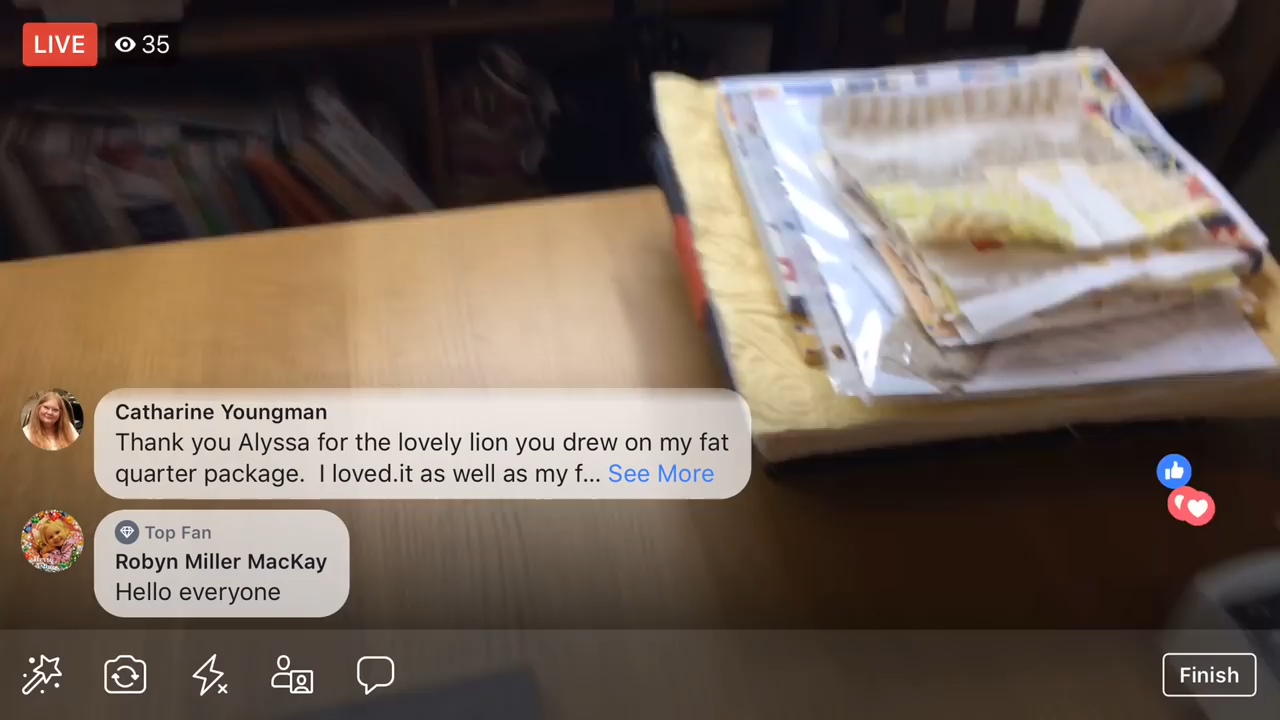 LIVE
35
Catharine Youngman
Thank you Alyssa for the lovely lion you drew on my fat
quarter package.  I loved.it as well as my f... See More
Top Fan
Robyn Miller MacKay
Hello everyone
Finish